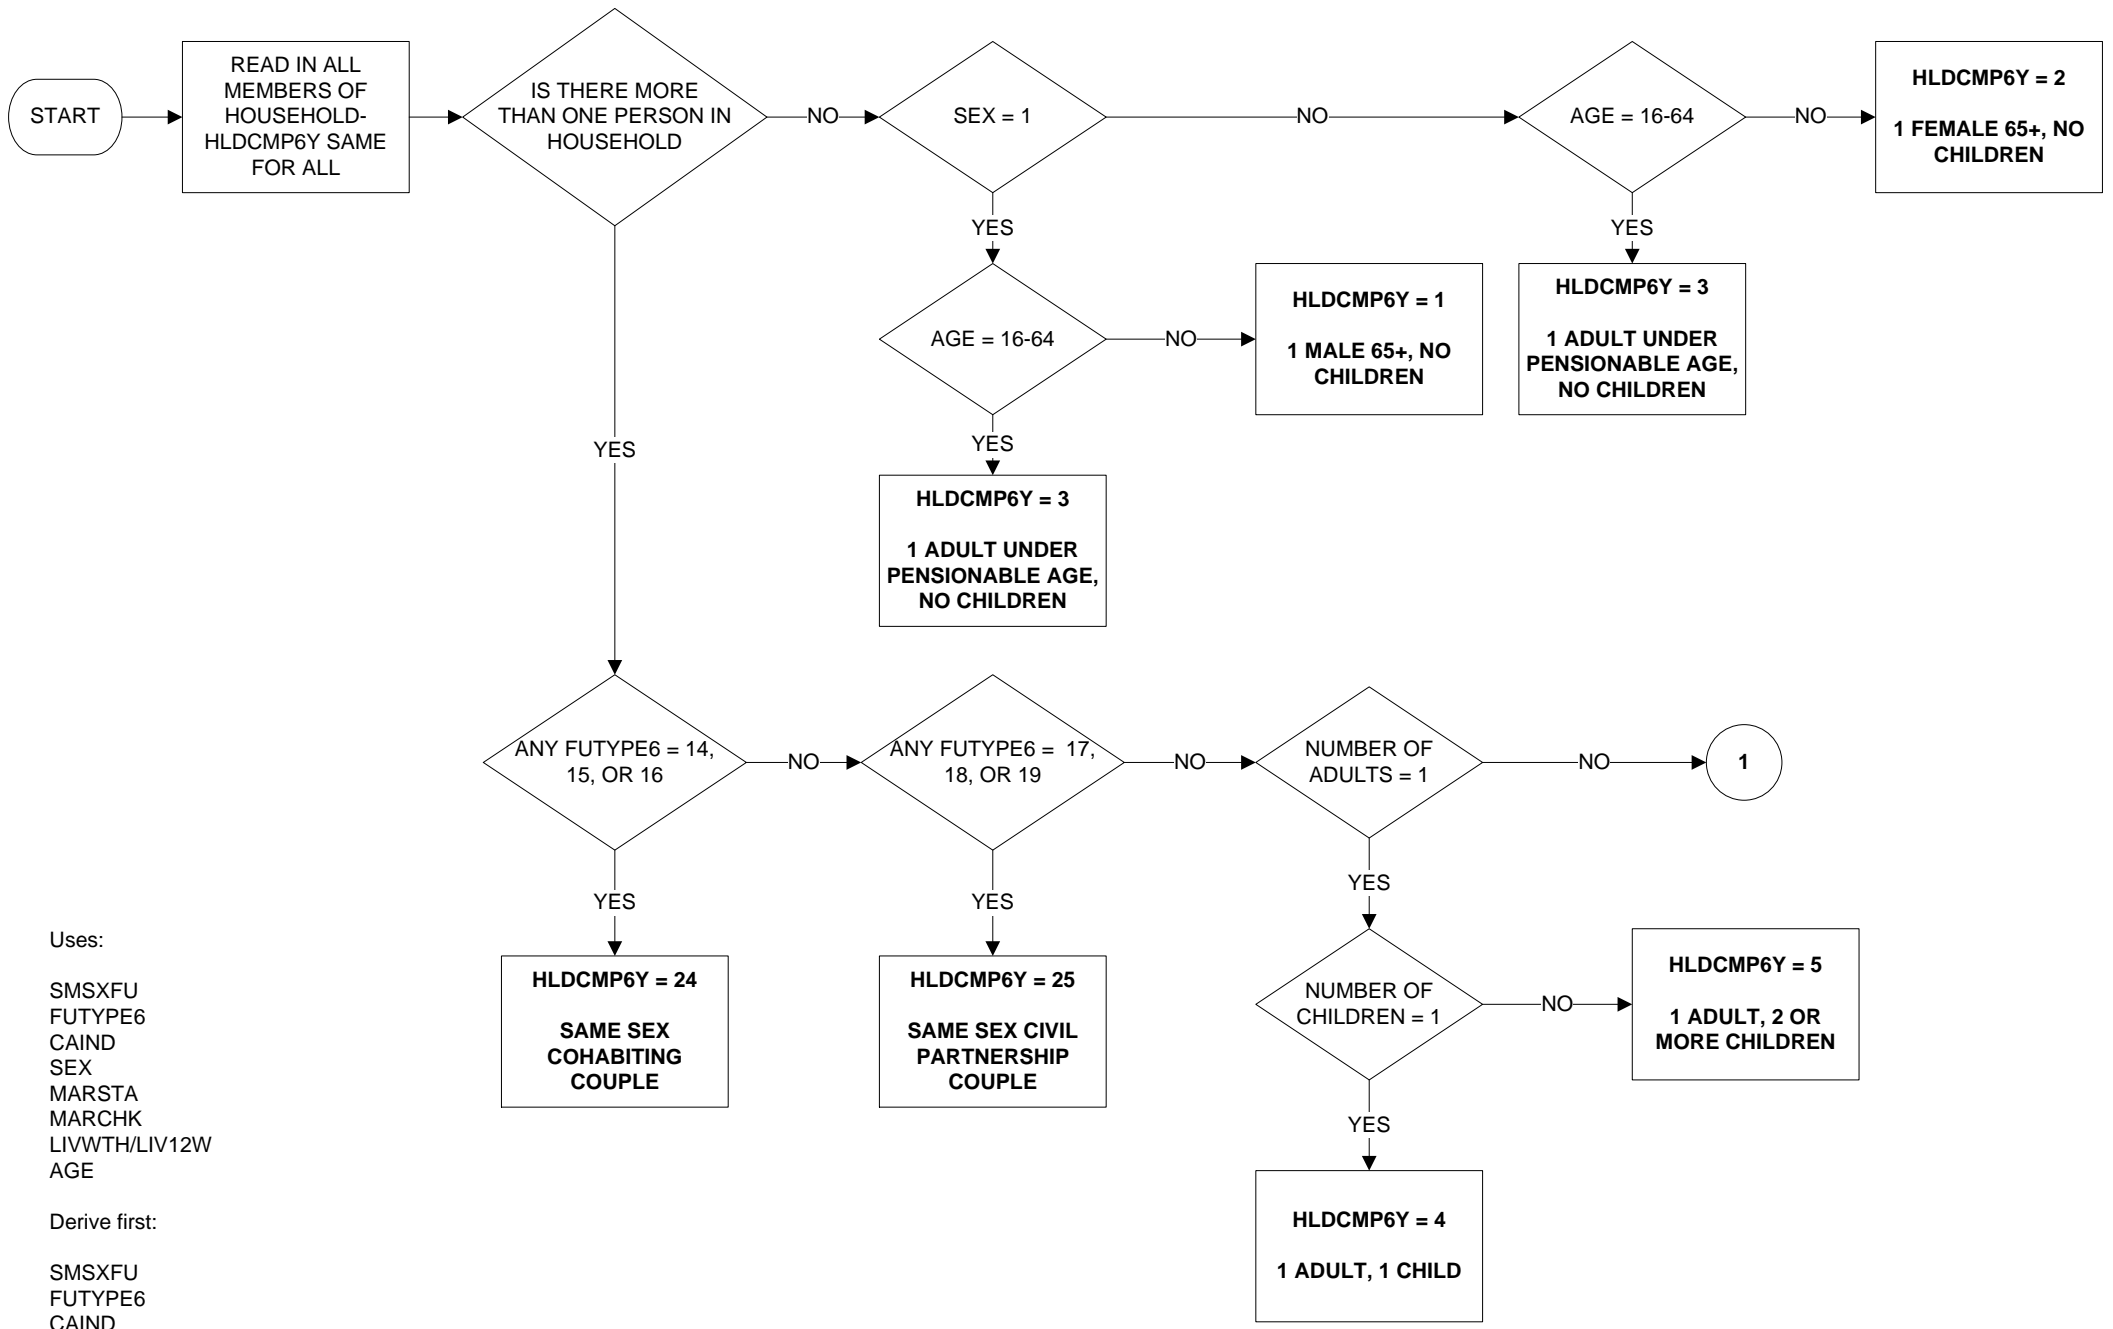 START
READ IN ALL
MEMBERS OF
HOUSEHOLD-
HLDCMP6Y SAME
FOR ALL
IS THERE MORE
THAN ONE PERSON IN
HOUSEHOLD
NO
SEX = 1
NO
AGE = 16-64
NO
HLDCMP6Y = 2
1 FEMALE 65+, NO
CHILDREN
YES
YES
AGE = 16-64
NO
HLDCMP6Y = 1
1 MALE 65+, NO
CHILDREN
HLDCMP6Y = 3
1 ADULT UNDER
PENSIONABLE AGE,
NO CHILDREN
YES
YES
HLDCMP6Y = 3
1 ADULT UNDER
PENSIONABLE AGE,
NO CHILDREN
ANY FUTYPE6 = 14,
15, OR 16
NO
ANY FUTYPE6 =  17,
18, OR 19
NO
NUMBER OF
ADULTS = 1
NO
1
YES
YES
YES
HLDCMP6Y = 24
SAME SEX
COHABITING
COUPLE
HLDCMP6Y = 25
SAME SEX CIVIL
PARTNERSHIP
COUPLE
NUMBER OF
CHILDREN = 1
NO
HLDCMP6Y = 5
1 ADULT, 2 OR
MORE CHILDREN
YES
HLDCMP6Y = 4
1 ADULT, 1 CHILD
Uses:
SMSXFU
FUTYPE6
CAIND
SEX
MARSTA
MARCHK
LIVWTH/LIV12W
AGE
Derive first:
SMSXFU
FUTYPE6
CAIND